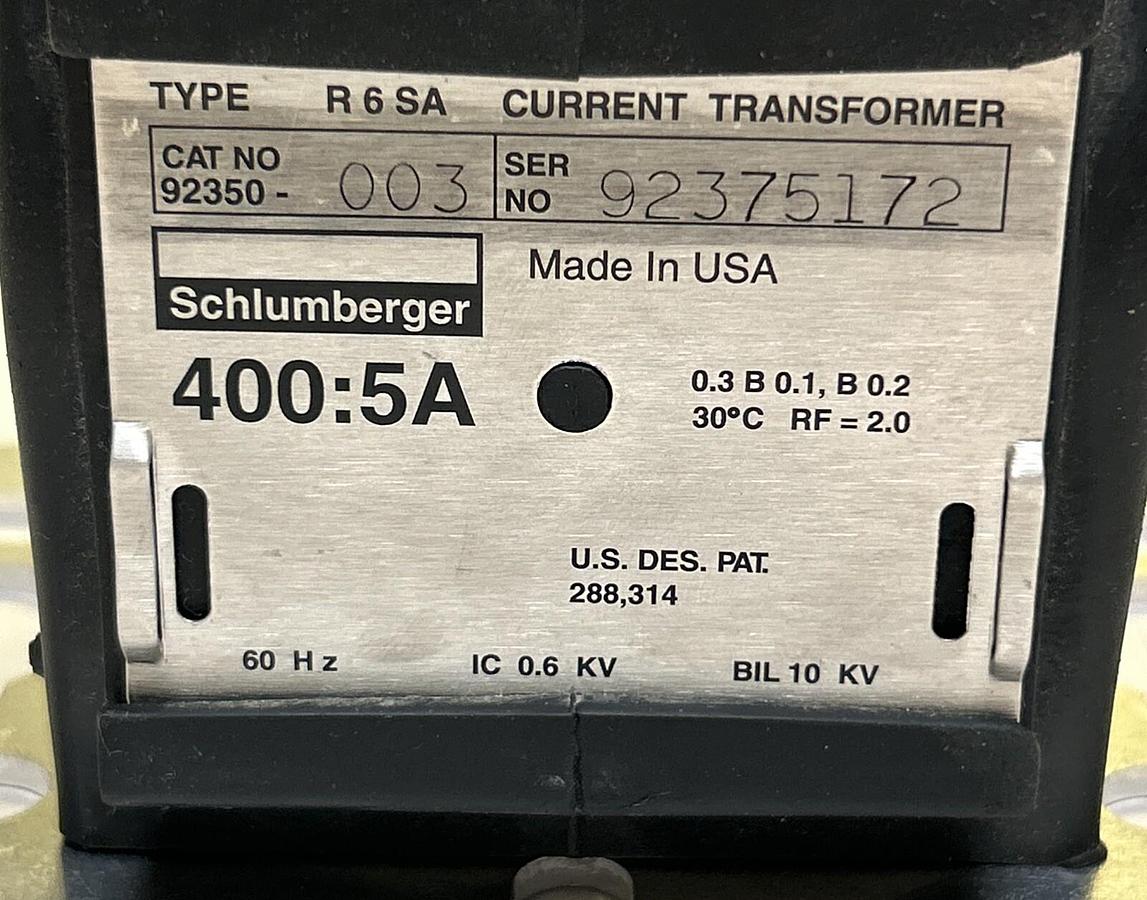 TYPE R 6 SA CURRENT TRANSFORMER
CAT NO
92350 - 003
SER
NO 92375172
Schlumberger
Made In USA
400:5A
0.3 B 0.1, B 0.2
30°C RF = 2.0
U.S. DES. PAT.
288,314
60 Hz IC 0.6 KV BIL 10 KV